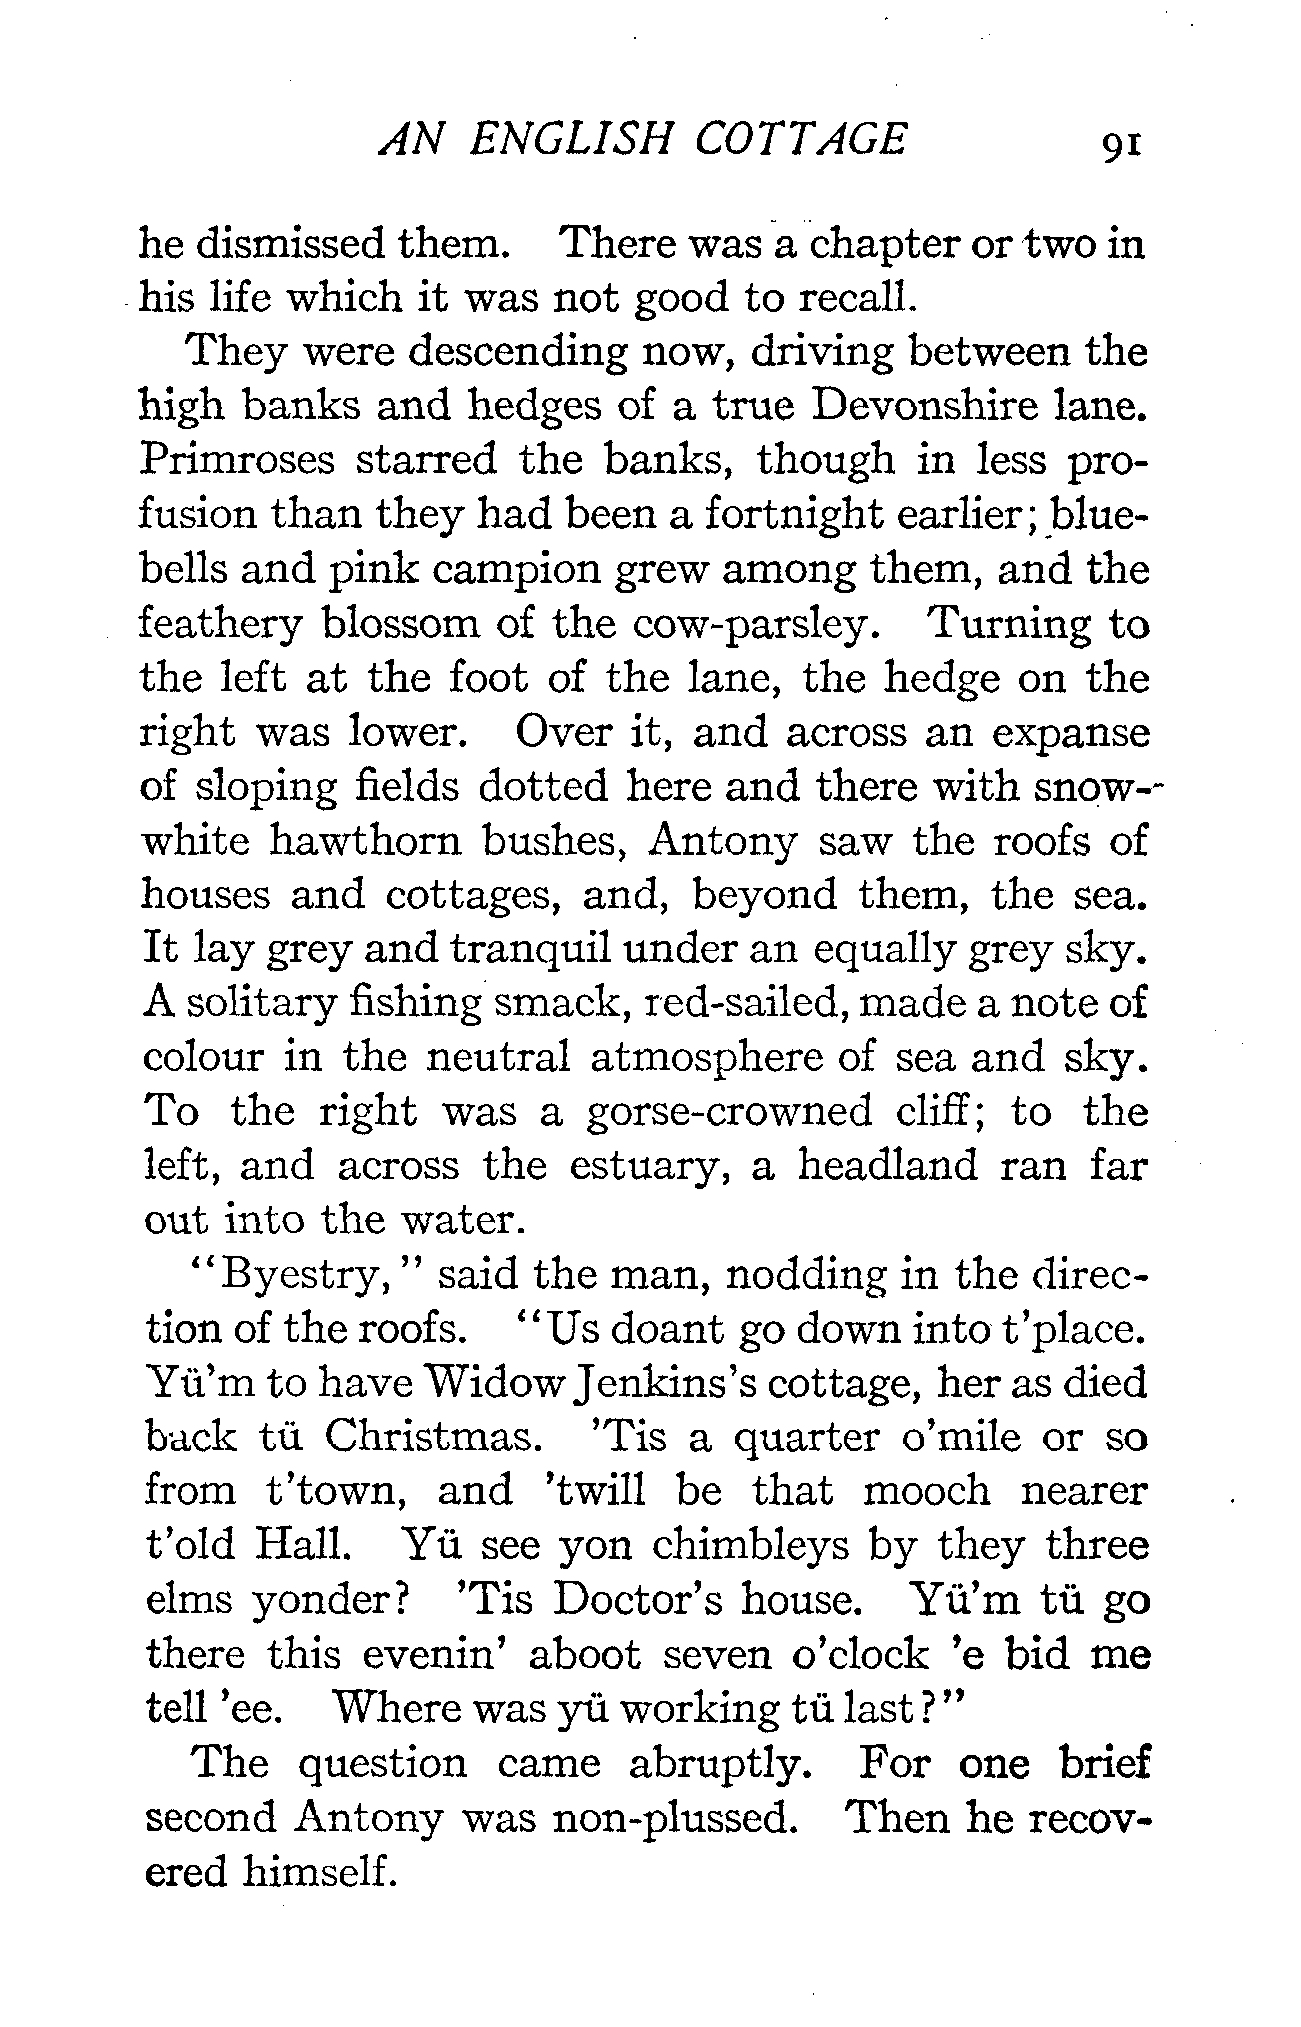 AN ENGLISH COTTAGE 91
he dismissed them. There was a chapter or two in
his life which it was not good to recall.
They were descending now, driving between the
high banks and hedges of a true Devonshire lane.
Primroses starred the banks, though in less pro-
fusion than they had been a fortnight earlier; blue-
bells and pink campion grew among them, and the
feathery blossom of the cow-parsley. Turning to
the left at the foot of the lane, the hedge on the
right was lower. Over it, and across an expanse
of sloping fields dotted here and there with snow-
white hawthorn bushes, Antony saw the roofs of
houses and cottages, and, beyond them, the sea.
It lay grey and tranquil under an equally grey sky.
A solitary fishing smack, red-sailed, made a note of
colour in the neutral atmosphere of sea and sky.
To the right was a gorse-crowned cliff; to the
left, and across the estuary, a headland ran far
out into the water.
"Byestry," said the man, nodding in the direc-
tion of the roofs. "Us doant go down into t'place.
Yü'm to have Widow Jenkins's cottage, her as died
back tü Christmas. 'Tis a quarter o'mile or so
from t'town, and 'twill be that mooch nearer
t'old Hall. Yü see yon chimbleys by they three
elms yonder? 'Tis Doctor's house. Yü'm tü go
there this evenin' aboot seven o'clock 'e bid me
tell 'ee. Where was yü working tü last?"
The question came abruptly. For one brief
second Antony was non-plussed. Then he recov-
ered himself.